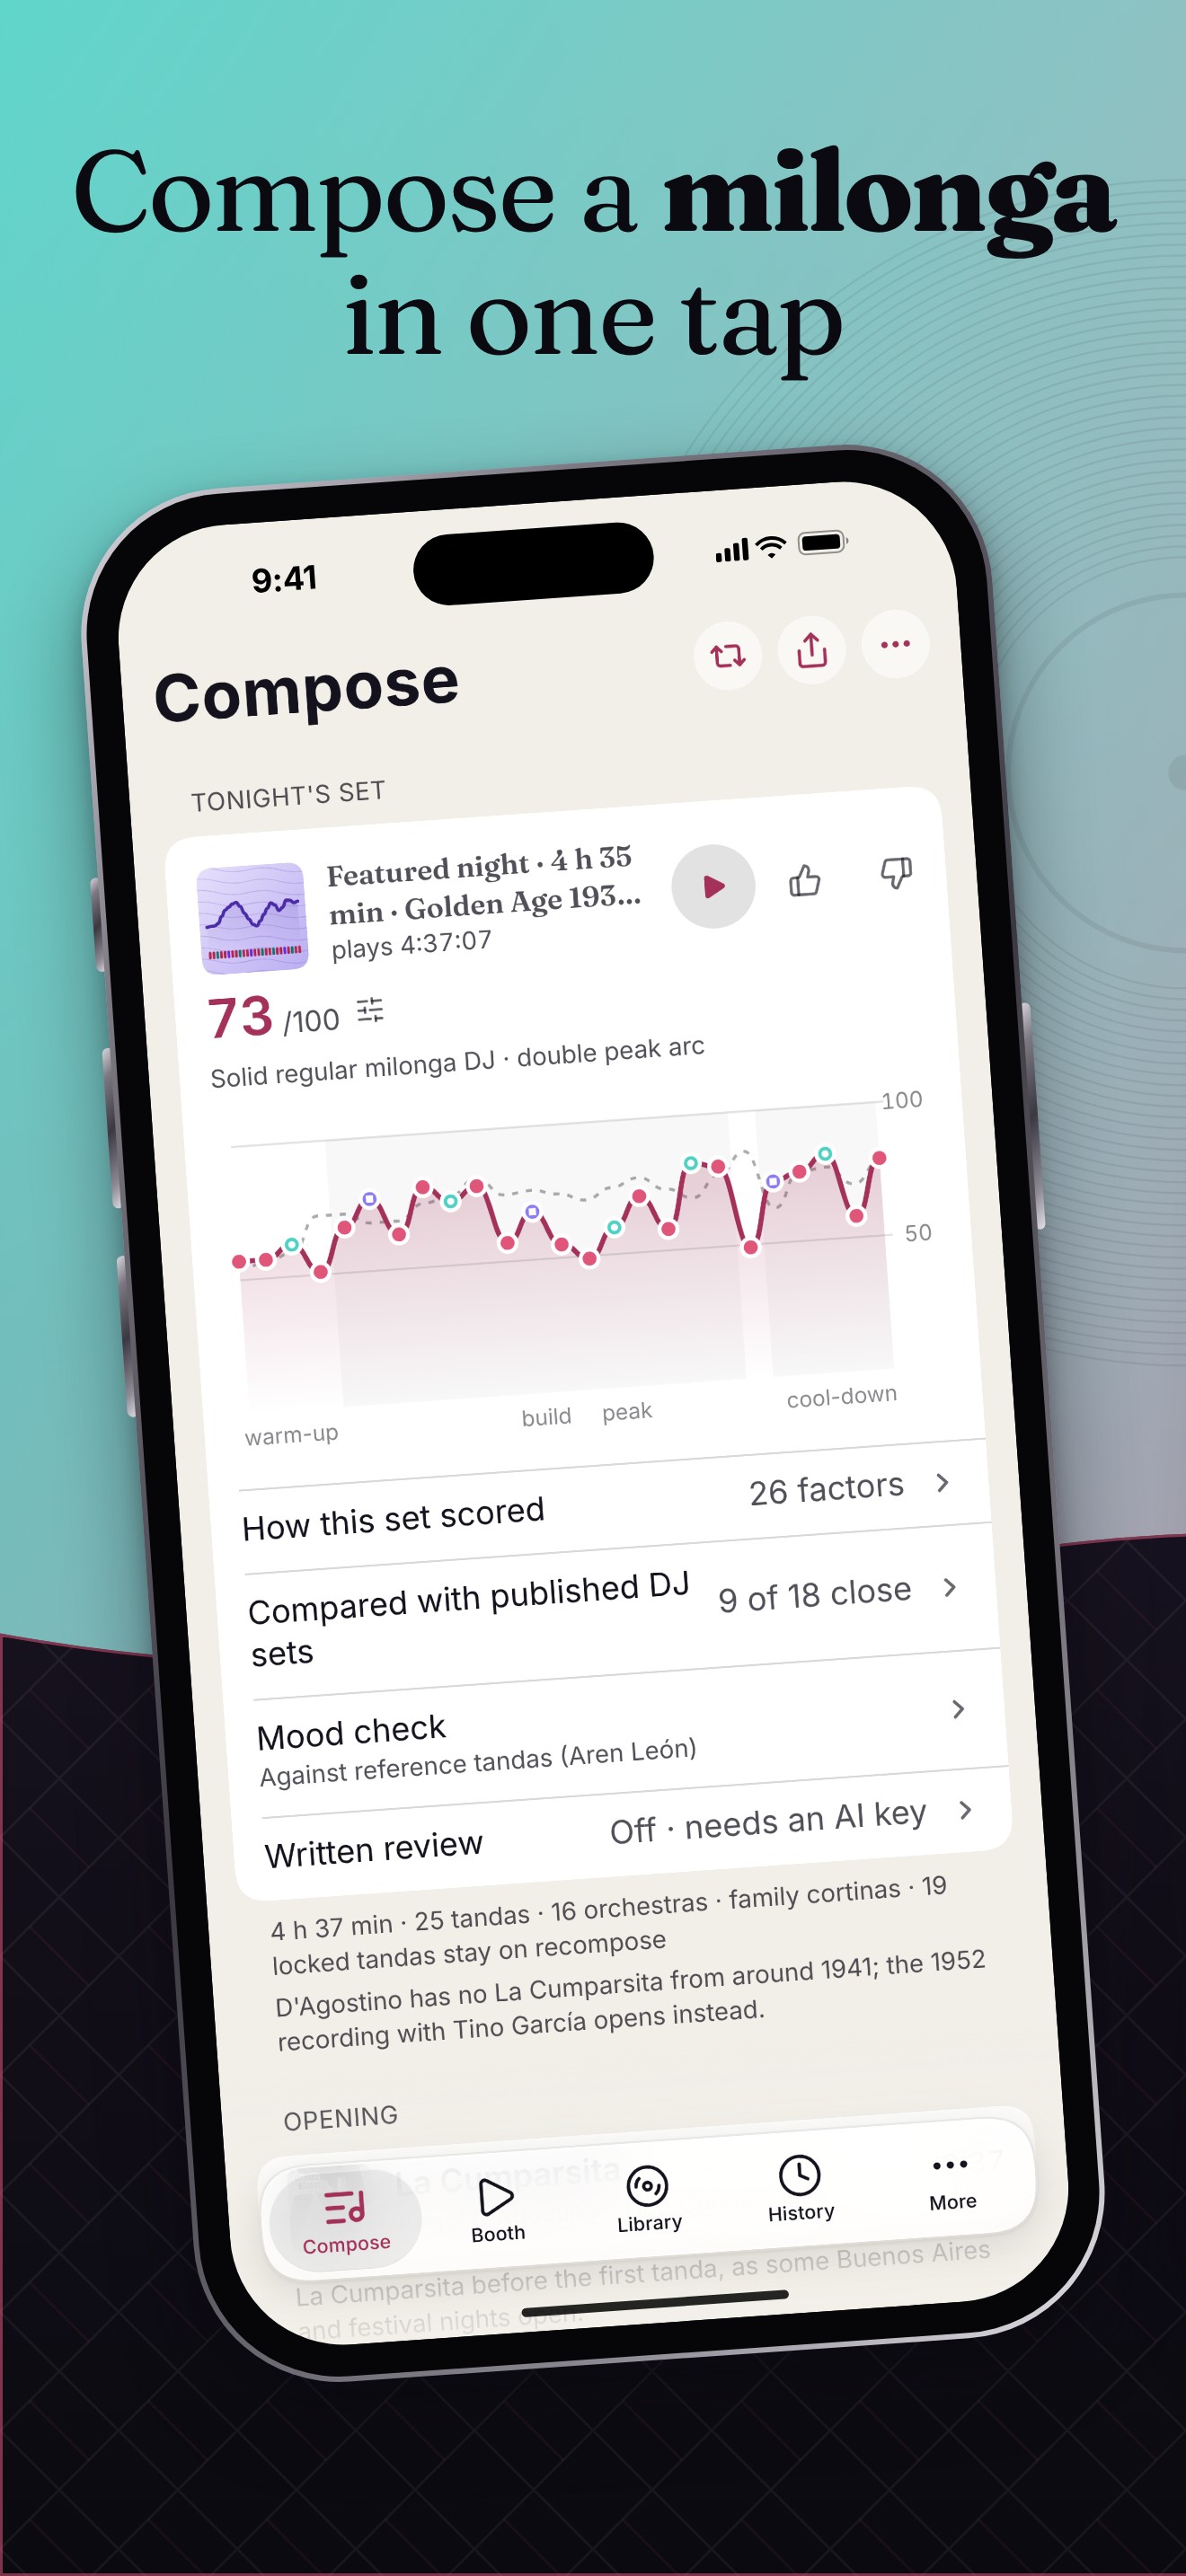 Compose a milonga
in one tap
9:41
Compose
TONIGHT'S SET
Featured night · 4 h 35
min · Golden Age 193…
plays 4:37:07
73 /100
Solid regular milonga DJ · double peak arc
100
50
warm-up build peak cool-down
How this set scored 26 factors
Compared with published DJ
sets
9 of 18 close
Mood check
Against reference tandas (Aren León)
Written review Off · needs an AI key
4 h 37 min · 25 tandas · 16 orchestras · family cortinas · 19
locked tandas stay on recompose
D'Agostino has no La Cumparsita from around 1941; the 1952
recording with Tino García opens instead.
OPENING
La Cumparsita
Compose Booth Library History More
La Cumparsita before the first tanda, as some Buenos Aires
and festival nights open.